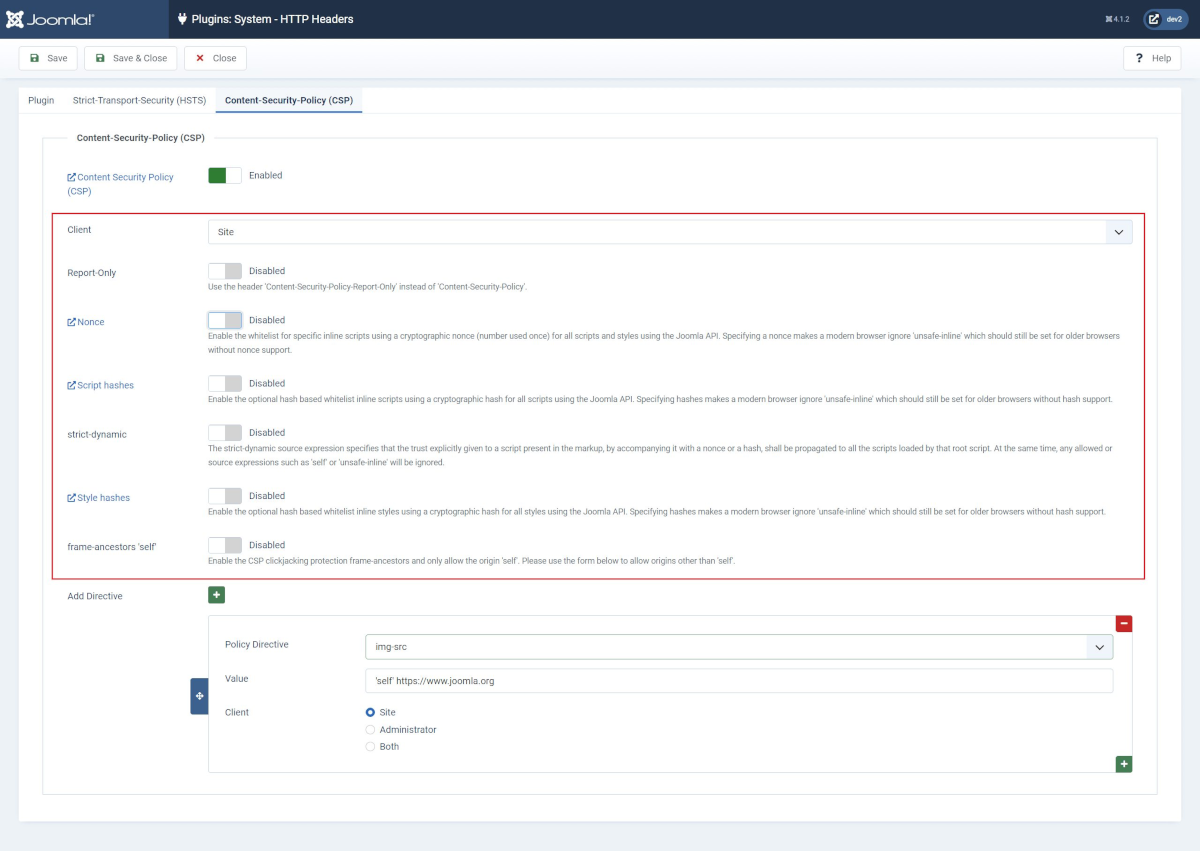 Joomla!® Plugins: System - HTTP Headers 4.1.2 dev2
Save Save & Close Close ? Help
Plugin Strict-Transport-Security (HSTS) Content-Security-Policy (CSP)
Content-Security-Policy (CSP)
Content Security Policy
(CSP)
Enabled
Client
Site
Report-Only
Disabled
Use the header 'Content-Security-Policy-Report-Only' instead of 'Content-Security-Policy'.
Nonce
Disabled
Enable the whitelist for specific inline scripts using a cryptographic nonce (number used once) for all scripts and styles using the Joomla API. Specifying a nonce makes a modern browser ignore 'unsafe-inline' which should still be set for older browsers
without nonce support.
Script hashes
Disabled
Enable the optional hash based whitelist inline scripts using a cryptographic hash for all scripts using the Joomla API. Specifying hashes makes a modern browser ignore 'unsafe-inline' which should still be set for older browsers without hash support.
strict-dynamic
Disabled
The strict-dynamic source expression specifies that the trust explicitly given to a script present in the markup, by accompanying it with a nonce or a hash, shall be propagated to all the scripts loaded by that root script. At the same time, any allowed or
source expressions such as 'self' or 'unsafe-inline' will be ignored.
Style hashes
Disabled
Enable the optional hash based whitelist inline styles using a cryptographic hash for all styles using the Joomla API. Specifying hashes makes a modern browser ignore 'unsafe-inline' which should still be set for older browsers without hash support.
frame-ancestors 'self'
Disabled
Enable the CSP clickjacking protection frame-ancestors and only allow the origin 'self'. Please use the form below to allow origins other than 'self'.
Add Directive
Policy Directive
img-src
Value
'self' https://www.joomla.org
Client
Site
Administrator
Both